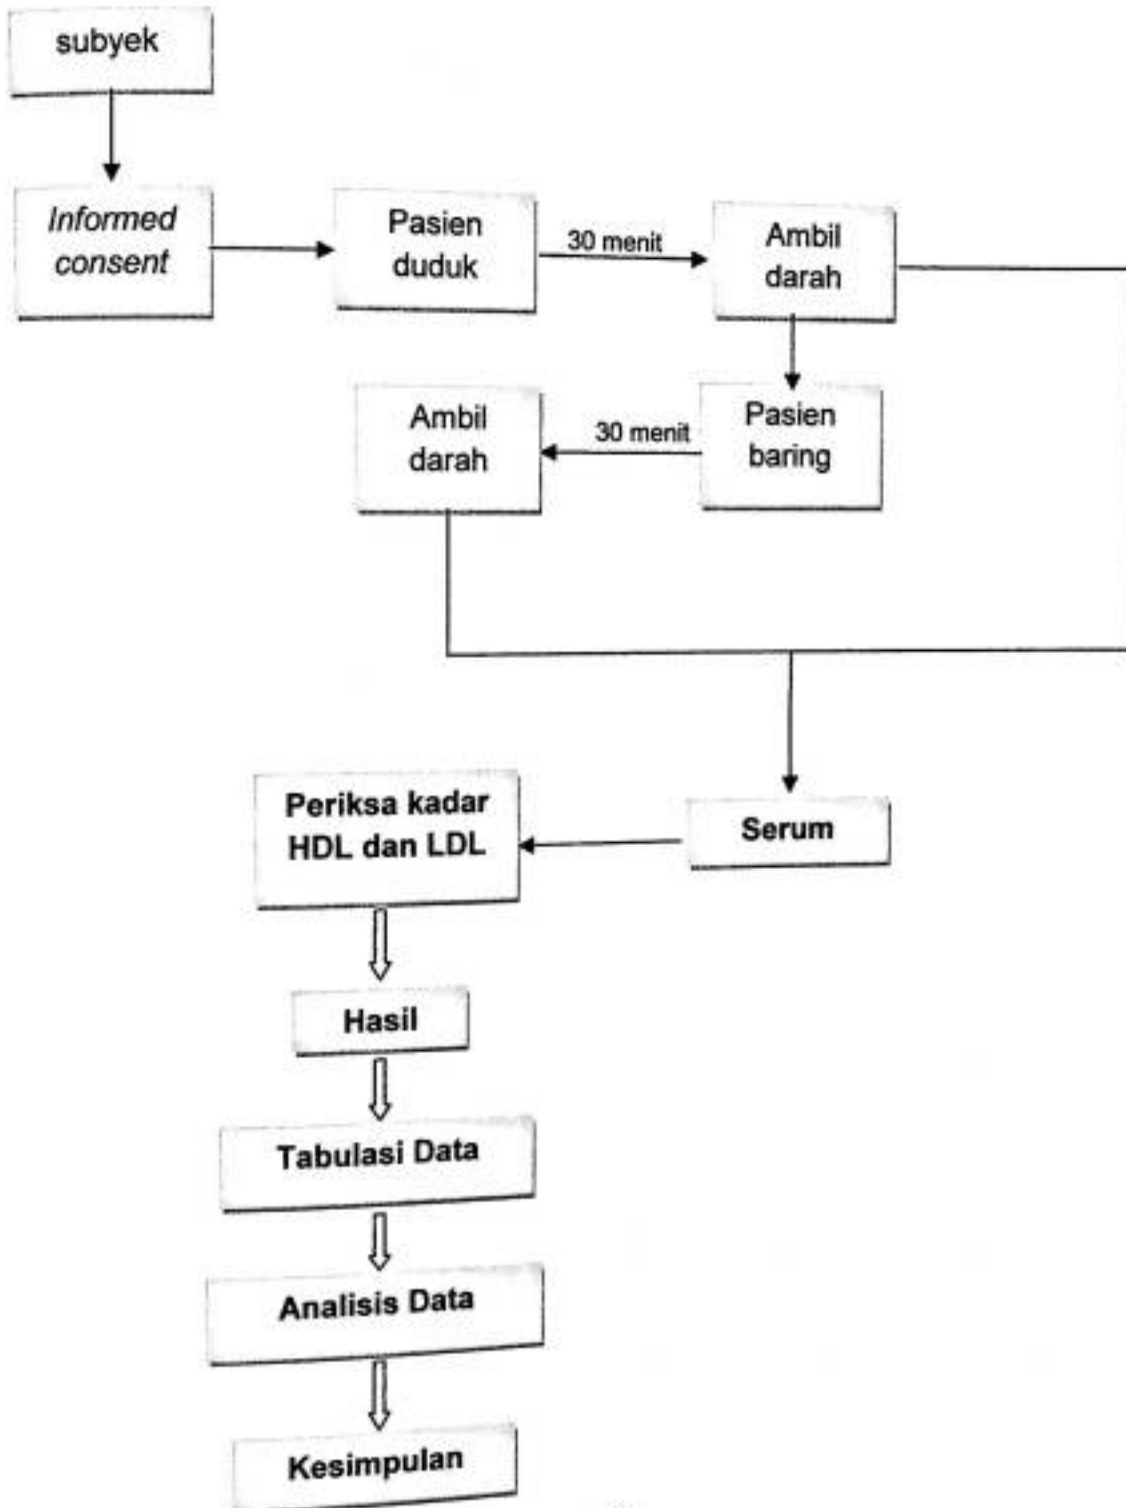 subyek
Informed
consent
Pasien
duduk
30 menit
Ambil
darah
Pasien
baring
30 menit
Ambil
darah
Serum
Periksa kadar
HDL dan LDL
Hasil
Tabulasi Data
Analisis Data
Kesimpulan